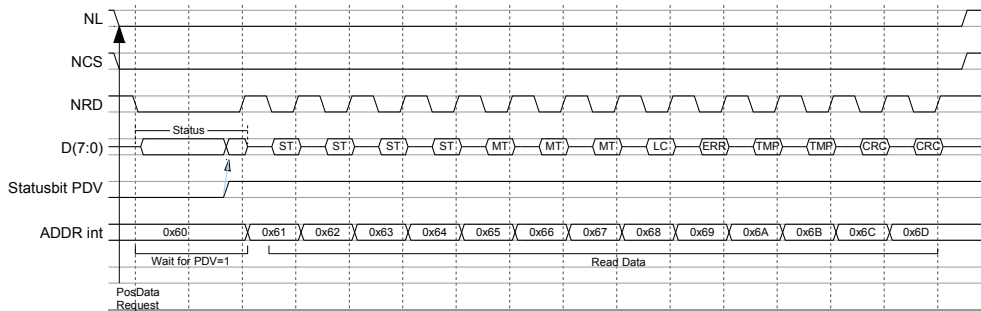 NL
NCS
NRD
Status
D(7:0) ST ST ST ST MT MT MT LC ERR TMP TMP CRC CRC
Statusbit PDV
ADDR int 0x60 0x61 0x62 0x63 0x64 0x65 0x66 0x67 0x68 0x69 0x6A 0x6B 0x6C 0x6D
Wait for PDV=1 Read Data
PosData
Request